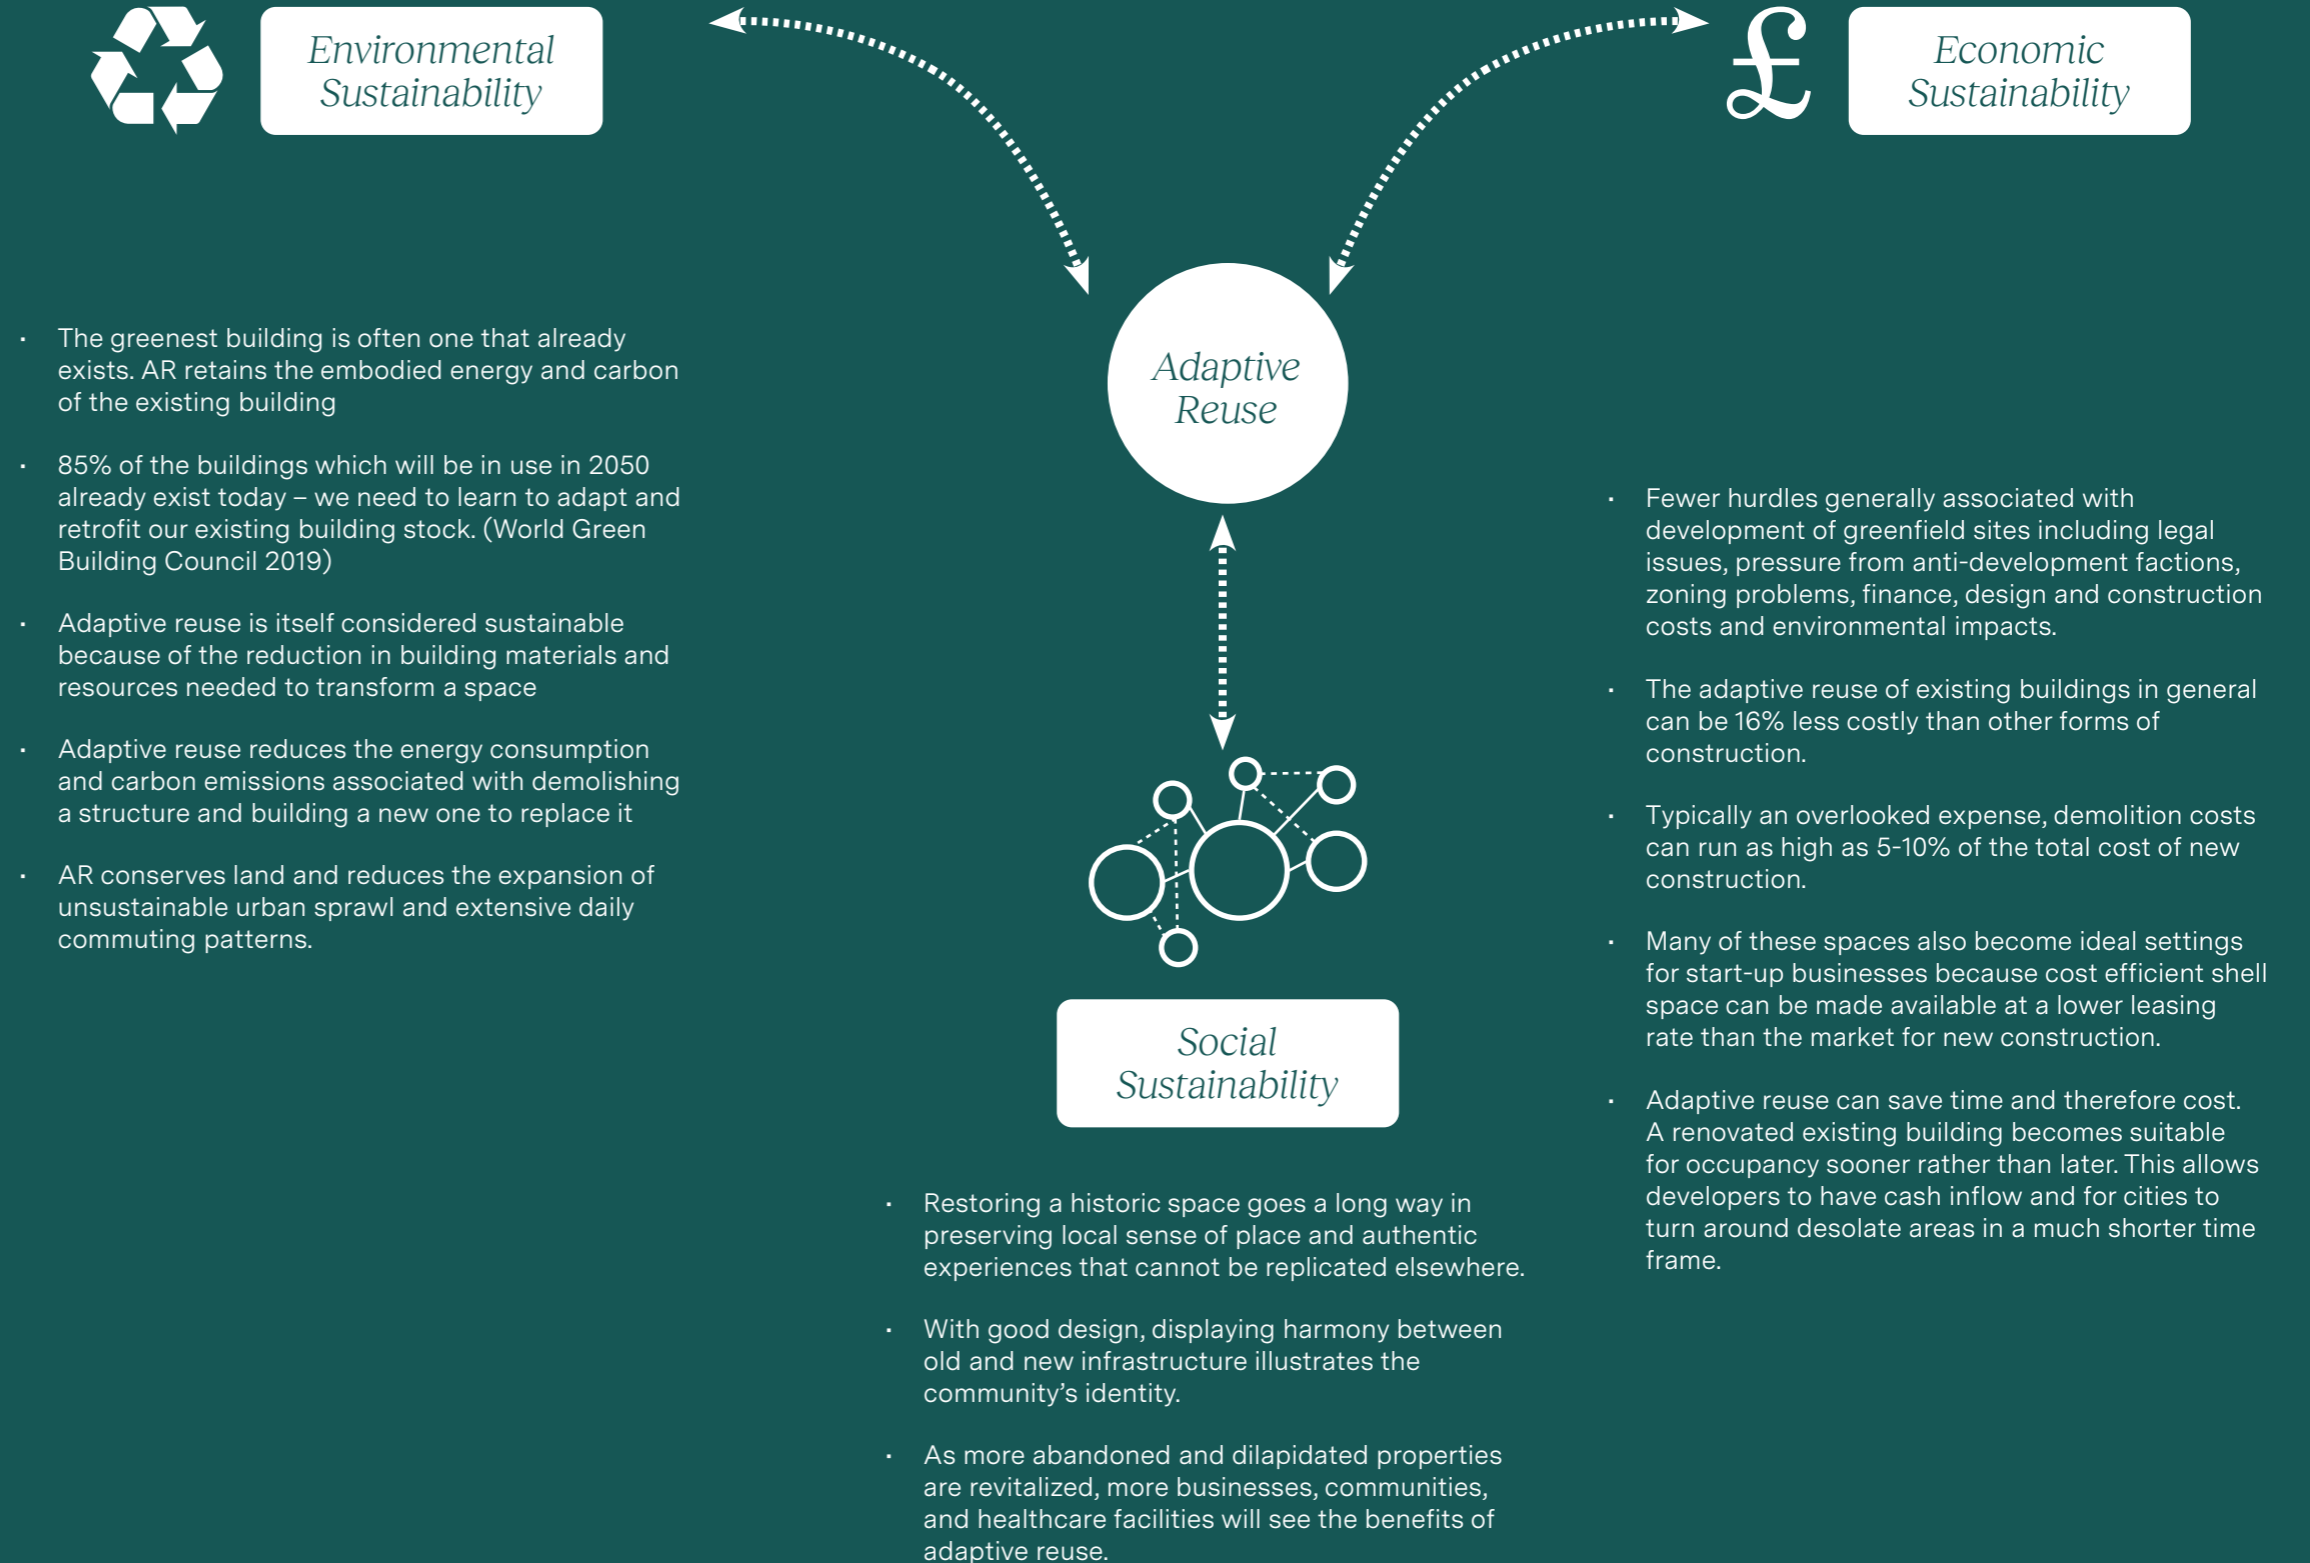 Environmental
Sustainability
£
Economic
Sustainability
Adaptive
Reuse
· The greenest building is often one that already
exists. AR retains the embodied energy and carbon
of the existing building
· 85% of the buildings which will be in use in 2050
already exist today – we need to learn to adapt and
retrofit our existing building stock. (World Green
Building Council 2019)
· Adaptive reuse is itself considered sustainable
because of the reduction in building materials and
resources needed to transform a space
· Adaptive reuse reduces the energy consumption
and carbon emissions associated with demolishing
a structure and building a new one to replace it
· AR conserves land and reduces the expansion of
unsustainable urban sprawl and extensive daily
commuting patterns.
Social
Sustainability
· Restoring a historic space goes a long way in
preserving local sense of place and authentic
experiences that cannot be replicated elsewhere.
· With good design, displaying harmony between
old and new infrastructure illustrates the
community’s identity.
· As more abandoned and dilapidated properties
are revitalized, more businesses, communities,
and healthcare facilities will see the benefits of
adaptive reuse.
· Fewer hurdles generally associated with
development of greenfield sites including legal
issues, pressure from anti-development factions,
zoning problems, finance, design and construction
costs and environmental impacts.
· The adaptive reuse of existing buildings in general
can be 16% less costly than other forms of
construction.
· Typically an overlooked expense, demolition costs
can run as high as 5-10% of the total cost of new
construction.
· Many of these spaces also become ideal settings
for start-up businesses because cost efficient shell
space can be made available at a lower leasing
rate than the market for new construction.
· Adaptive reuse can save time and therefore cost.
A renovated existing building becomes suitable
for occupancy sooner rather than later. This allows
developers to have cash inflow and for cities to
turn around desolate areas in a much shorter time
frame.